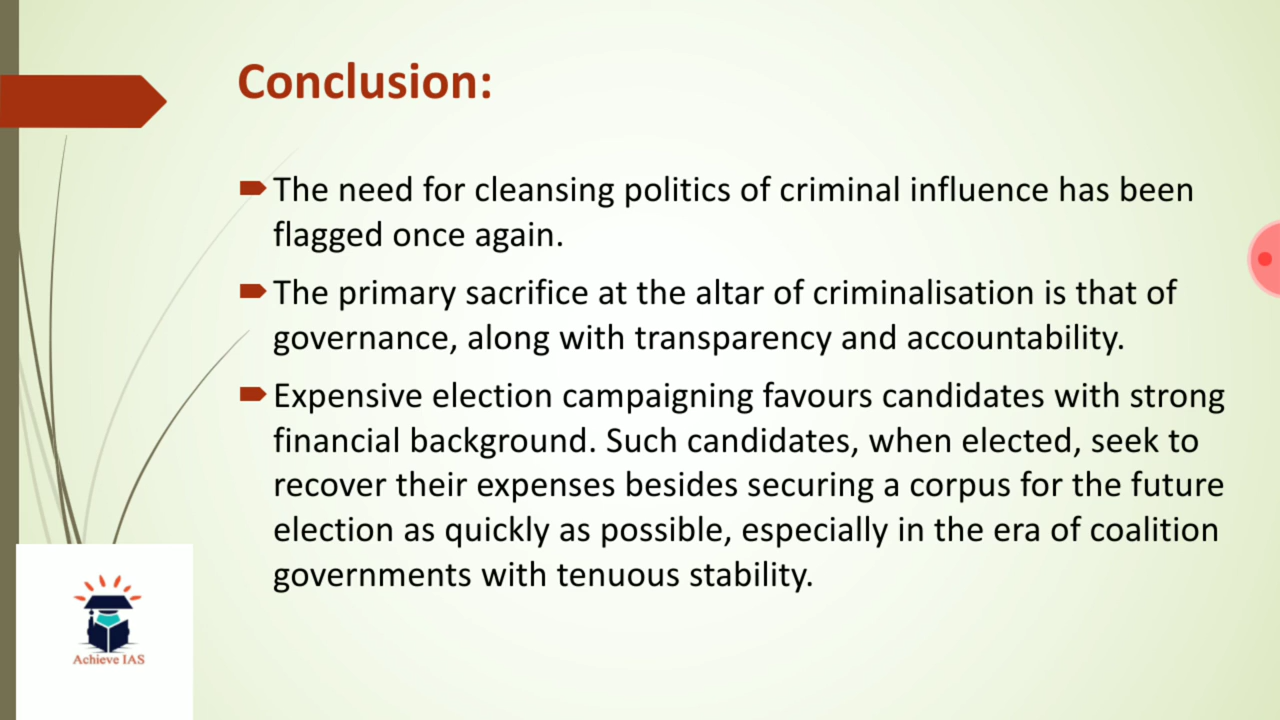 Conclusion:
The need for cleansing politics of criminal influence has been
flagged once again.
The primary sacrifice at the altar of criminalisation is that of
governance, along with transparency and accountability.
Expensive election campaigning favours candidates with strong
financial background. Such candidates, when elected, seek to
recover their expenses besides securing a corpus for the future
election as quickly as possible, especially in the era of coalition
governments with tenuous stability.
Achieve IAS